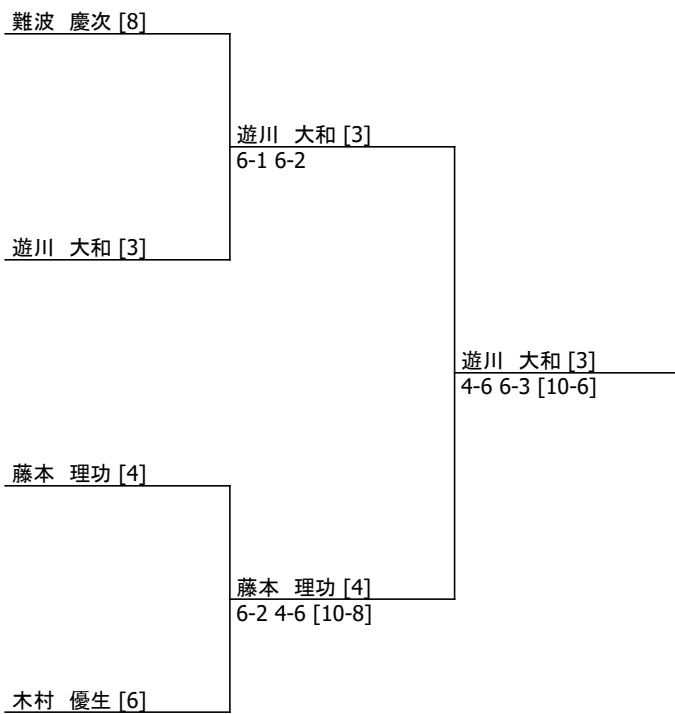 難波　慶次 [8]
遊川　大和 [3]
6-1 6-2
遊川　大和 [3]
遊川　大和 [3]
4-6 6-3 [10-6]
藤本　理功 [4]
藤本　理功 [4]
6-2 4-6 [10-8]
木村　優生 [6]